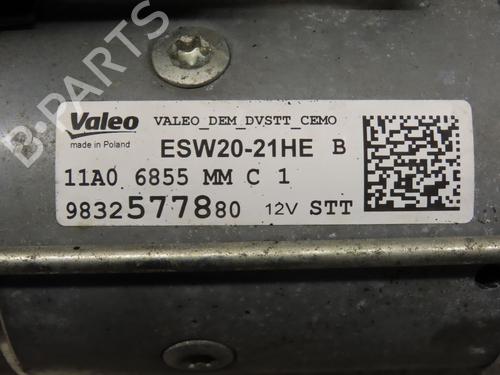 B-PARTS
Valeo
made in Poland
VALEO_DEM_DVSTT_CEMO
ESW20-21HE B
11A0 6855 MM C 1
9832577880 12V STT